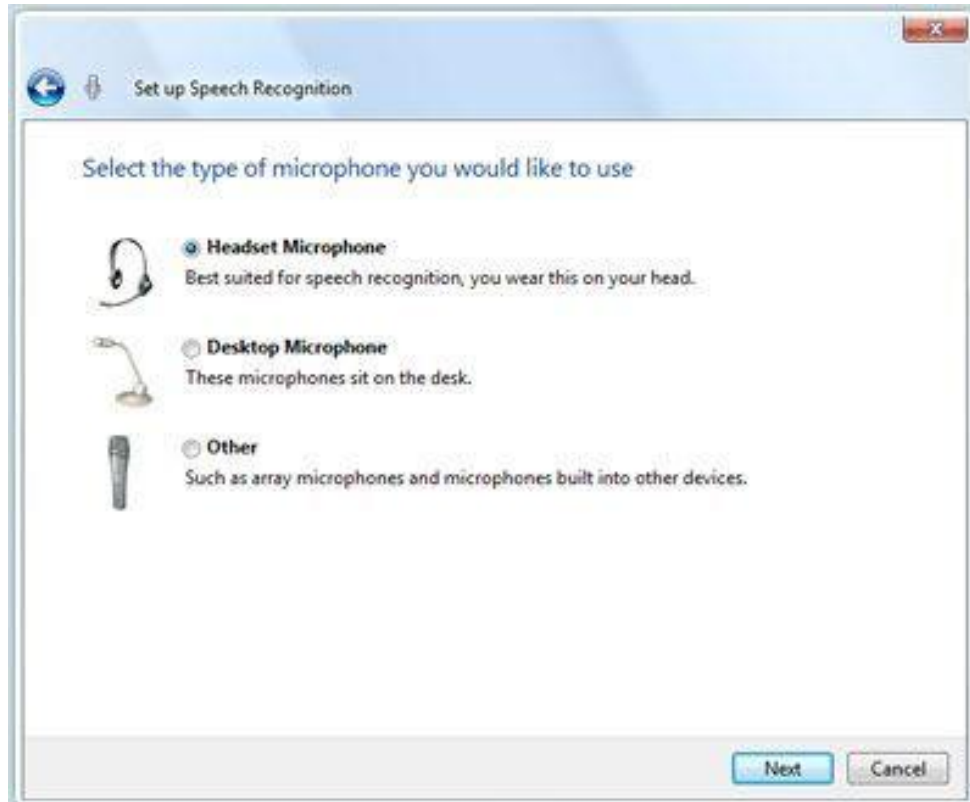 Set up Speech Recognition
Select the type of microphone you would like to use
Headset Microphone
Best suited for speech recognition, you wear this on your head.
Desktop Microphone
These microphones sit on the desk.
Other
Such as array microphones and microphones built into other devices.
Next
Cancel